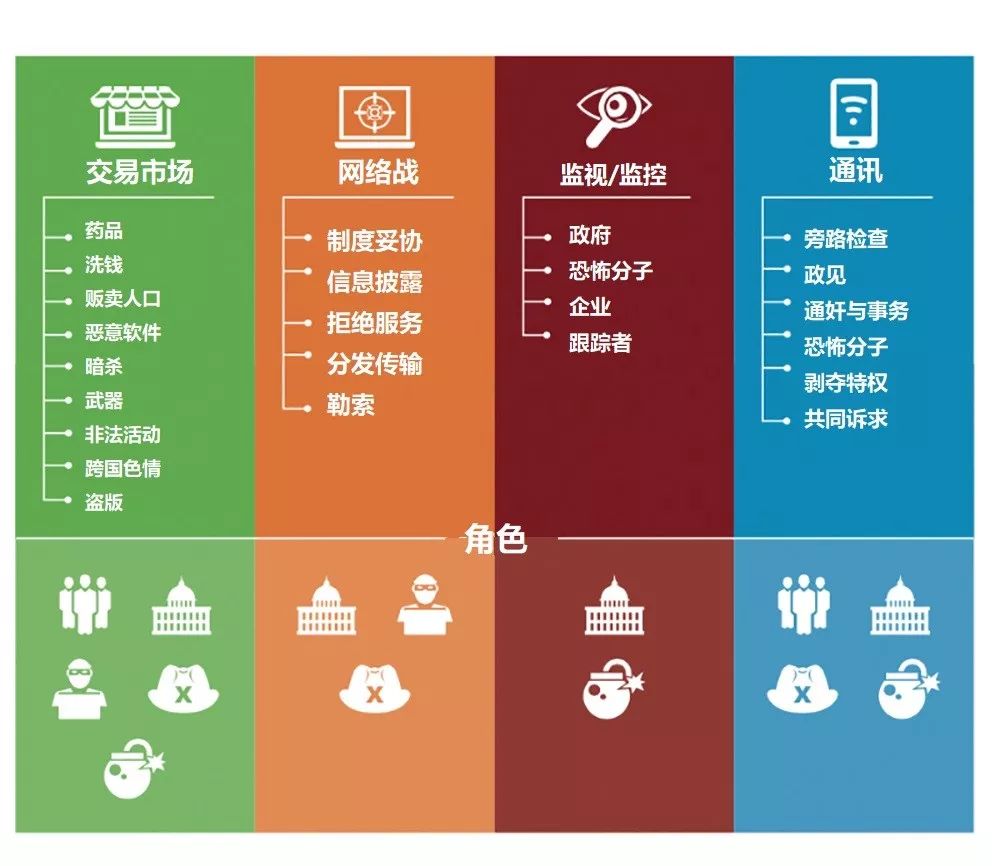 交易市场
药品
洗钱
贩卖人口
恶意软件
暗杀
武器
非法活动
跨国色情
盗版
网络战
制度妥协
信息披露
拒绝服务
分发传输
勒索
监视/监控
政府
恐怖分子
企业
跟踪者
通讯
旁路检查
政见
通奸与事务
恐怖分子
剥夺特权
共同诉求
角色
X
X
X